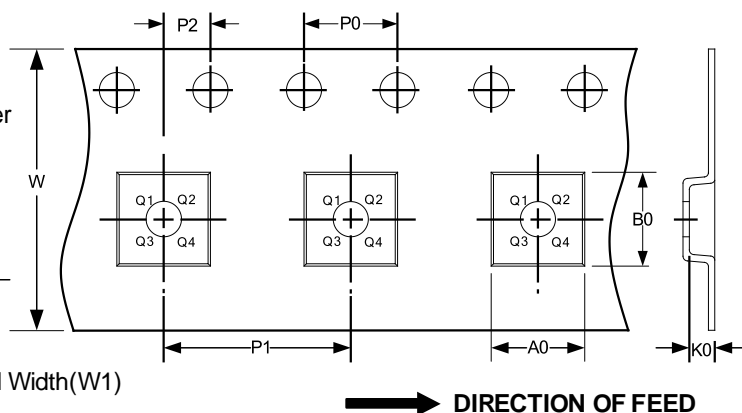 P2 P0
er
W
Q1 Q2 Q1 Q2 Q1 Q2
B0
Q3 Q4 Q3 Q4 Q3 Q4
P1 A0 K0
Width(W1)
DIRECTION OF FEED